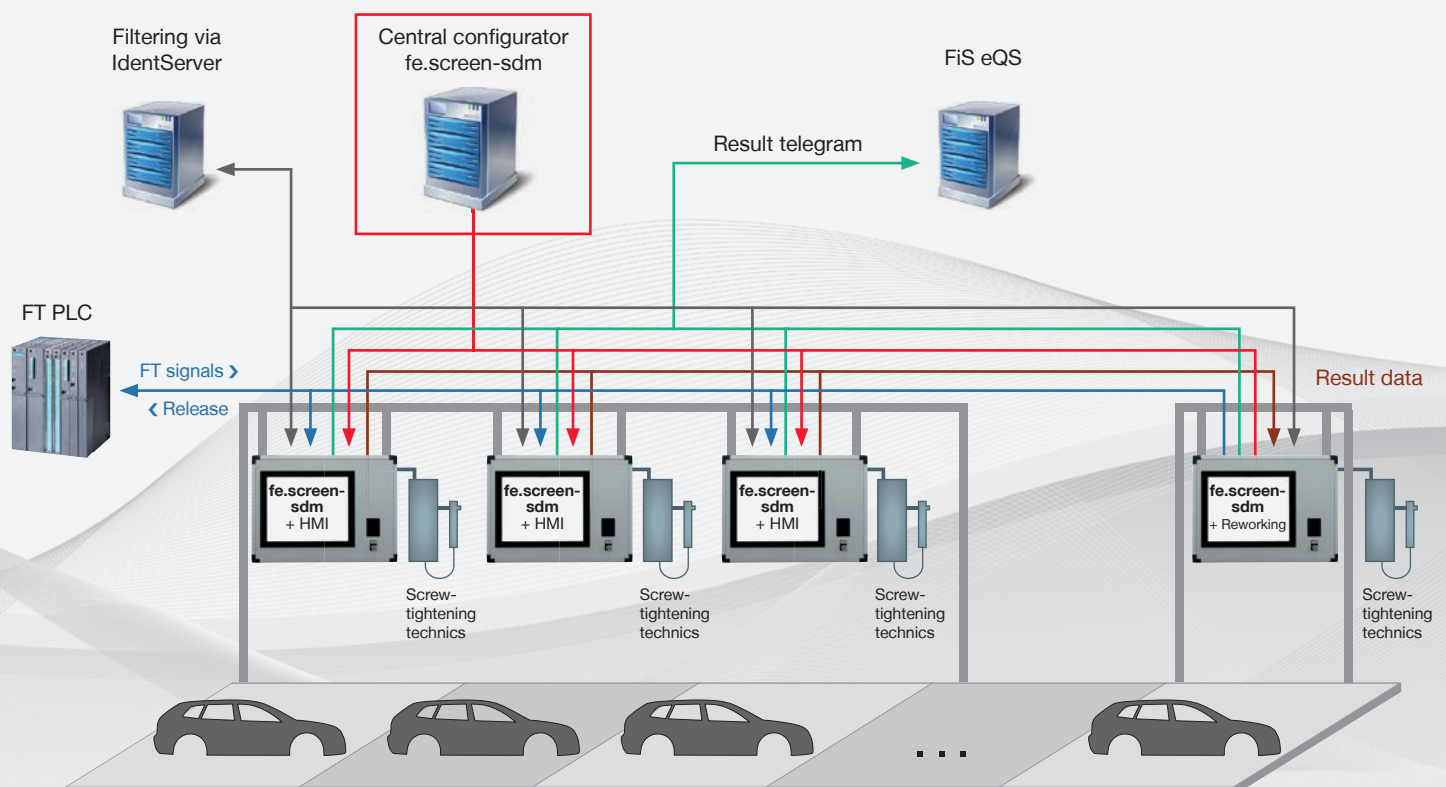 Filtering via
IdentServer
Central configurator
fe.screen-sdm
FiS eQS
Result telegram
FT PLC
FT signals ›
‹ Release
Result data
fe.screen-
sdm
+ HMI
fe.screen-
sdm
+ HMI
fe.screen-
sdm
+ HMI
fe.screen-
sdm
+ Reworking
Screw-
tightening
technics
Screw-
tightening
technics
Screw-
tightening
technics
Screw-
tightening
technics
...